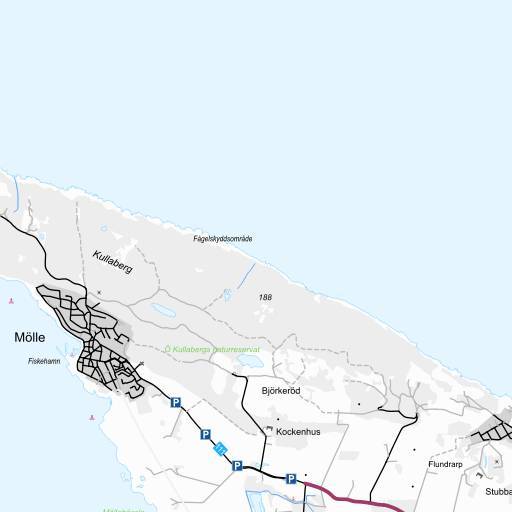 Fågelskyddsområde
Kullaberg
188
Mölle
Ö Kullabergs naturreservat
Fiskehamn
Björkeröd
P
P
Kockenhus
P
P
Flundrarp
Stubba